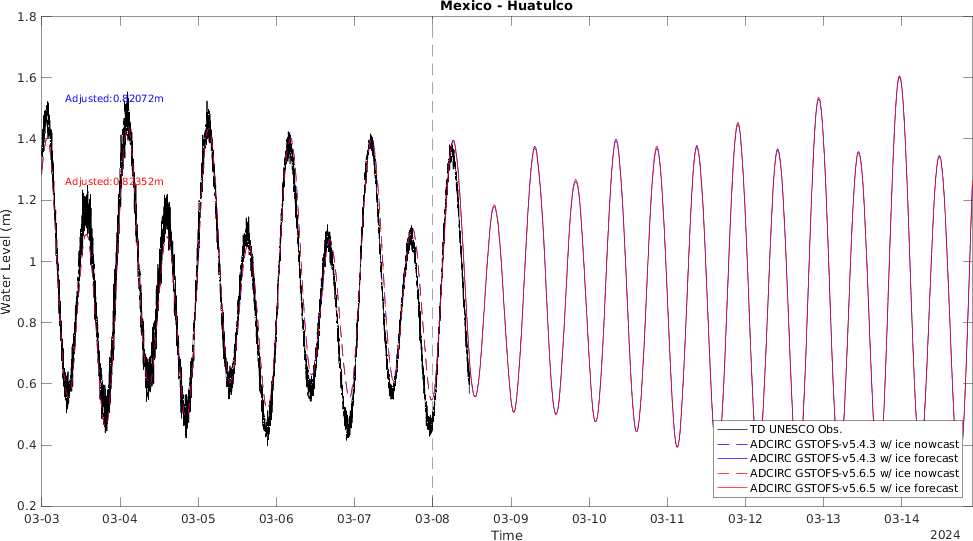 Mexico - Huatulco
1.8
1.6
1.4
1.2
1
0.8
0.6
0.4
0.2
Water Level (m)
Adjusted:0.82072m
Adjusted:0.82352m
TD UNESCO Obs.
ADCIRC GSTOFS-v5.4.3 w/ ice nowcast
ADCIRC GSTOFS-v5.4.3 w/ ice forecast
ADCIRC GSTOFS-v5.6.5 w/ ice nowcast
ADCIRC GSTOFS-v5.6.5 w/ ice forecast
03-03 03-04 03-05 03-06 03-07 03-08 03-09 03-10 03-11 03-12 03-13 03-14
Time
2024